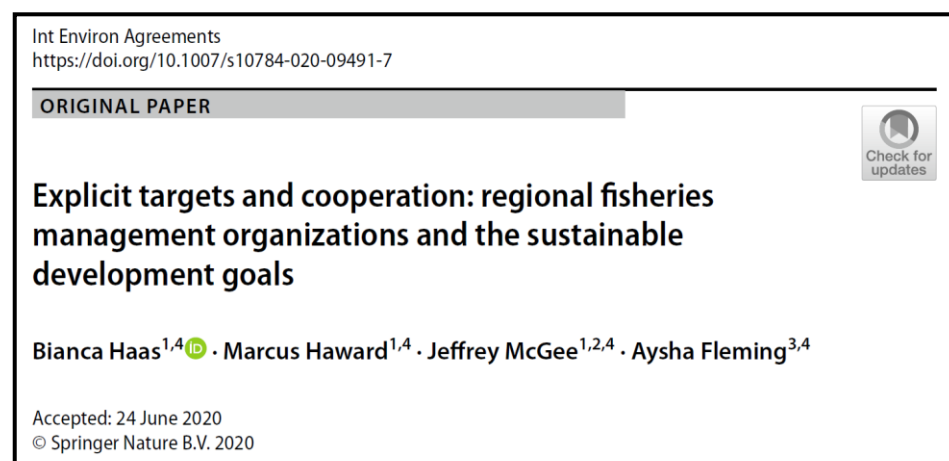 Int Environ Agreements
https://doi.org/10.1007/s10784-020-09491-7
ORIGINAL PAPER
Check for
updates
Explicit targets and cooperation: regional fisheries
management organizations and the sustainable
development goals
Bianca Haas1,4 iD · Marcus Haward1,4 · Jeffrey McGee1,2,4 · Aysha Fleming3,4
Accepted: 24 June 2020
© Springer Nature B.V. 2020